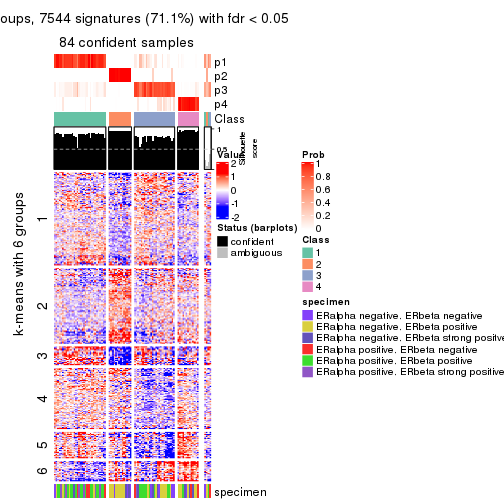 oups, 7544 signatures (71.1%) with fdr < 0.05
84 confident samples
p1
p2
p3
p4
Class
1
0.5
0
Silhouette
score
k-means with 6 groups
1
2
3
4
5
6
specimen
Value
2
1
0
-1
-2
Status (barplots)
confident
ambiguous
Prob
1
0.8
0.6
0.4
0.2
0
Class
1
2
3
4
specimen
ERalpha negative, ERbeta negative
ERalpha negative, ERbeta positive
ERalpha negative, ERbeta strong positive
ERalpha positive, ERbeta negative
ERalpha positive, ERbeta positive
ERalpha positive, ERbeta strong positive